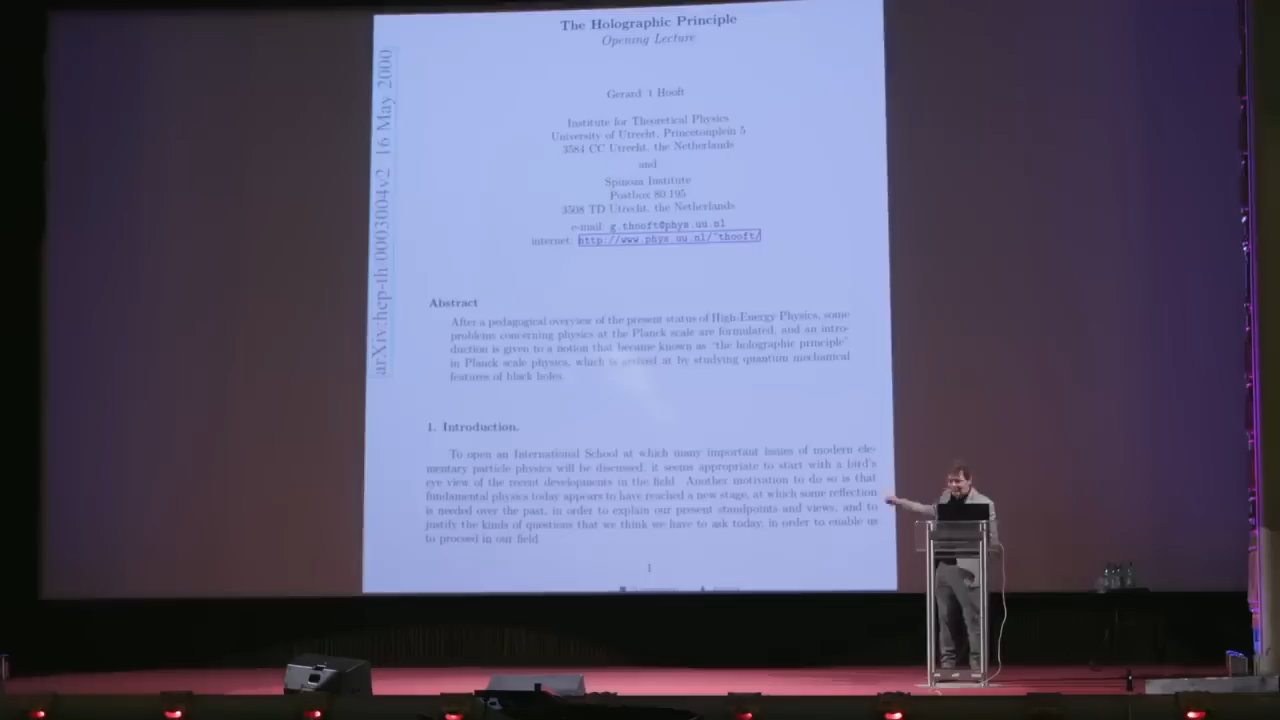 The Holographic Principle
Opening Lecture
Gerard 't Hooft
Institute for Theoretical Physics
University of Utrecht, Princetonplein 5
3584 CC Utrecht, the Netherlands
and
Spinoza Institute
Postbox 80.195
3508 TD Utrecht, the Netherlands
e-mail: g.thooft@phys.uu.nl
internet: http://www.phys.uu.nl/~thooft/
arXiv:hep-th/0003004v2 16 May 2000
Abstract
After a pedagogical overview of the present status of High-Energy Physics, some
problems concerning physics at the Planck scale are formulated, and an intro-
duction is given to a notion that became known as "the holographic principle"
in Planck scale physics, which is arrived at by studying quantum mechanical
features of black holes.
1. Introduction.
To open an International School at which many important issues of modern ele-
mentary particle physics will be discussed, it seems appropriate to start with a bird's
eye view of the recent developments in the field. Another motivation to do so is that
fundamental physics today appears to have reached a new stage, at which some reflection
is needed over the past, in order to explain our present standpoints and views, and to
justify the kinds of questions that we think we have to ask today, in order to enable us
to proceed in our field.
1